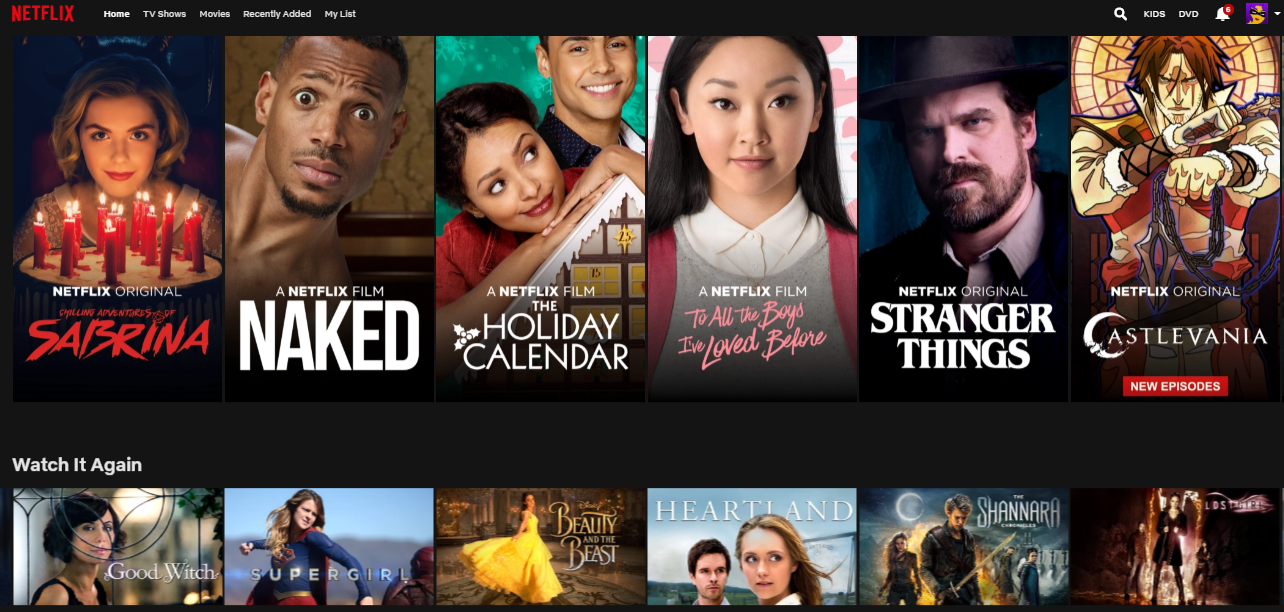 NETFLIX
Home TV Shows Movies Recently Added My List
KIDS DVD 6
NETFLIX ORIGINAL
CHILLING ADVENTURES OF
SABRINA
A NETFLIX FILM
NAKED
25
15
A NETFLIX FILM
THE
HOLIDAY
CALENDAR
A NETFLIX FILM
To All the Boys
I've Loved Before
NETFLIX ORIGINAL
STRANGER
THINGS
NETFLIX ORIGINAL
CASTLEVANIA
NEW EPISODES
Watch It Again
Good Witch
SUPERGIRL
Disney
BEAUTY
AND THE
BEAST
HEARTLAND
THE
SHANNARA
CHRONICLES
LOST GIRL